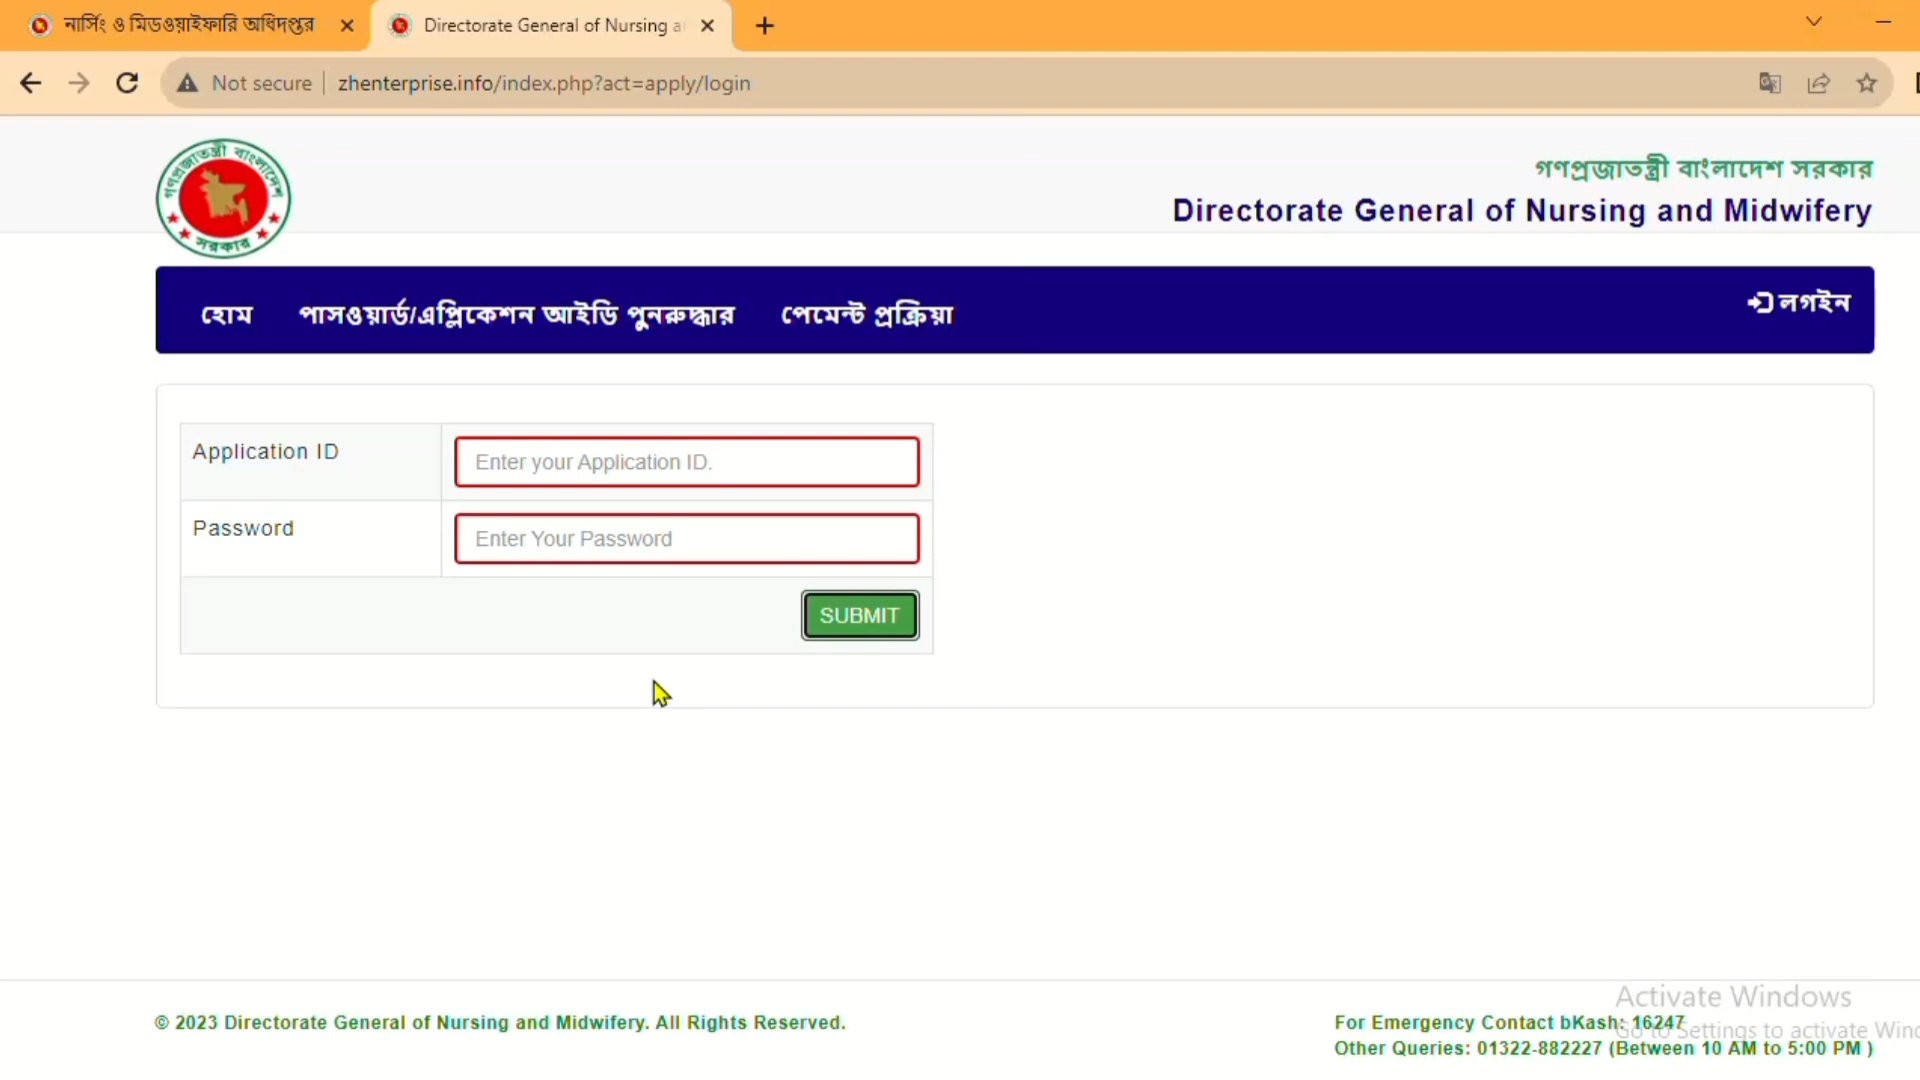 নার্সিং ও মিডওয়াইফারি অধিদপ্তর
Directorate General of Nursing a
Not secure
zhenterprise.info/index.php?act=apply/login
গণপ্রজাতন্ত্রী বাংলাদেশ
সরকার
গণপ্রজাতন্ত্রী বাংলাদেশ সরকার
Directorate General of Nursing and Midwifery
হোম পাসওয়ার্ড/এপ্লিকেশন আইডি পুনরুদ্ধার পেমেন্ট প্রক্রিয়া লগইন
Application ID Enter your Application ID.
Password Enter Your Password
SUBMIT
Activate Windows
Go to Settings to activate Wind
© 2023 Directorate General of Nursing and Midwifery. All Rights Reserved.
For Emergency Contact bKash: 16247
Other Queries: 01322-882227 (Between 10 AM to 5:00 PM )